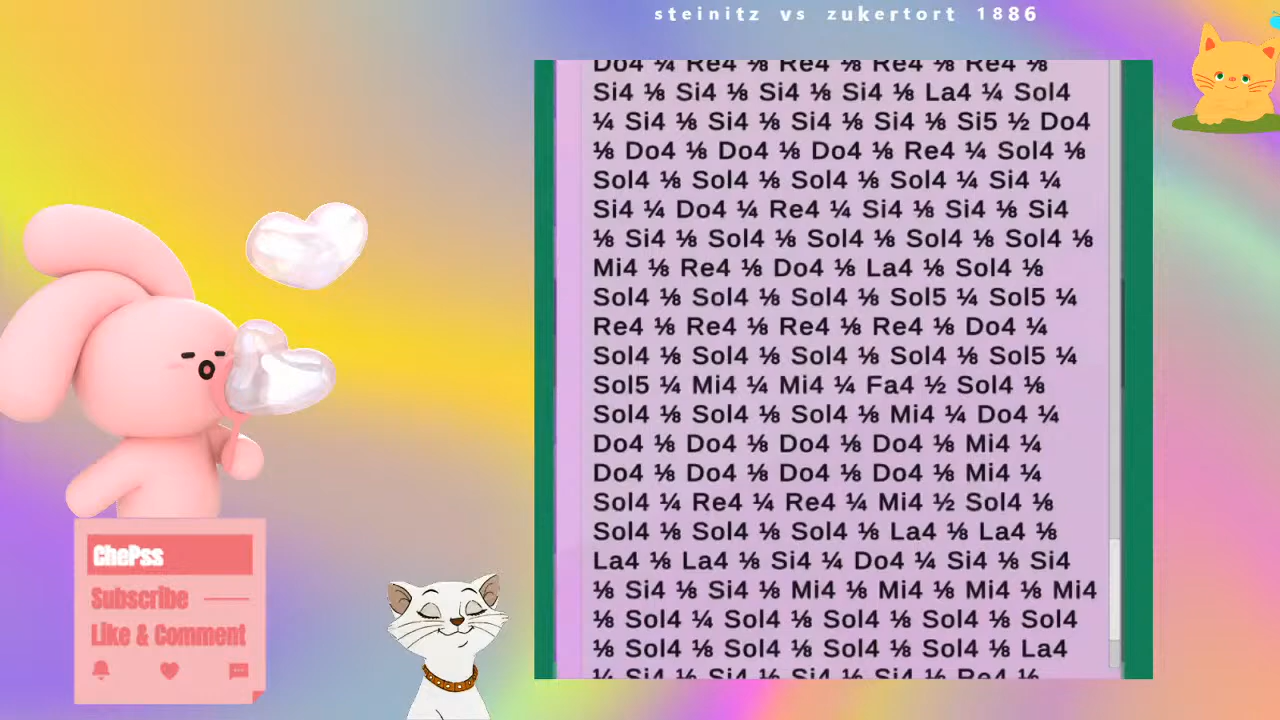 steinitz vs zukertort 1886
Do4 ¼ Re4 ⅛ Re4 ⅛ Re4 ⅛ Re4 ⅛
Si4 ⅛ Si4 ⅛ Si4 ⅛ Si4 ⅛ La4 ¼ Sol4
¼ Si4 ⅛ Si4 ⅛ Si4 ⅛ Si4 ⅛ Si5 ½ Do4
⅛ Do4 ⅛ Do4 ⅛ Do4 ⅛ Re4 ¼ Sol4 ⅛
Sol4 ⅛ Sol4 ⅛ Sol4 ⅛ Sol4 ¼ Si4 ¼
Si4 ¼ Do4 ¼ Re4 ¼ Si4 ⅛ Si4 ⅛ Si4
⅛ Si4 ⅛ Sol4 ⅛ Sol4 ⅛ Sol4 ⅛ Sol4 ⅛
Mi4 ⅛ Re4 ⅛ Do4 ⅛ La4 ⅛ Sol4 ⅛
Sol4 ⅛ Sol4 ⅛ Sol4 ⅛ Sol5 ¼ Sol5 ¼
Re4 ⅛ Re4 ⅛ Re4 ⅛ Re4 ⅛ Do4 ¼
Sol4 ⅛ Sol4 ⅛ Sol4 ⅛ Sol4 ⅛ Sol5 ¼
Sol5 ¼ Mi4 ¼ Mi4 ¼ Fa4 ½ Sol4 ⅛
Sol4 ⅛ Sol4 ⅛ Sol4 ⅛ Mi4 ¼ Do4 ¼
Do4 ⅛ Do4 ⅛ Do4 ⅛ Do4 ⅛ Mi4 ¼
Do4 ⅛ Do4 ⅛ Do4 ⅛ Do4 ⅛ Mi4 ¼
Sol4 ¼ Re4 ¼ Re4 ¼ Mi4 ½ Sol4 ⅛
Sol4 ⅛ Sol4 ⅛ Sol4 ⅛ La4 ⅛ La4 ⅛
La4 ⅛ La4 ⅛ Si4 ¼ Do4 ¼ Si4 ⅛ Si4
⅛ Si4 ⅛ Si4 ⅛ Mi4 ⅛ Mi4 ⅛ Mi4 ⅛ Mi4
⅛ Sol4 ¼ Sol4 ⅛ Sol4 ⅛ Sol4 ⅛ Sol4
⅛ Sol4 ⅛ Sol4 ⅛ Sol4 ⅛ Sol4 ⅛ La4
¼ Si4 ⅛ Si4 ⅛ Si4 ⅛ Si4 ⅛ Re4 ⅛
ChePss
Subscribe
Like & Comment